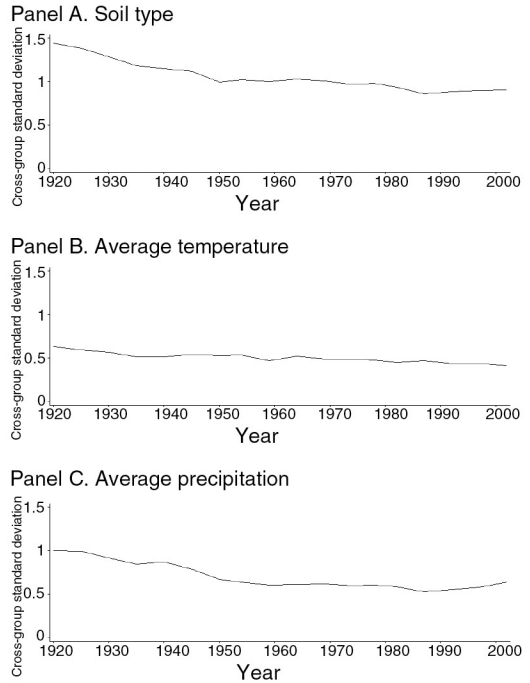 Panel A. Soil type
Cross-group standard deviation
1.5
1
0.5
0
1920 1930 1940 1950 1960 1970 1980 1990 2000
Year
Panel B. Average temperature
Cross-group standard deviation
1.5
1
0.5
0
1920 1930 1940 1950 1960 1970 1980 1990 2000
Year
Panel C. Average precipitation
Cross-group standard deviation
1.5
1
0.5
0
1920 1930 1940 1950 1960 1970 1980 1990 2000
Year